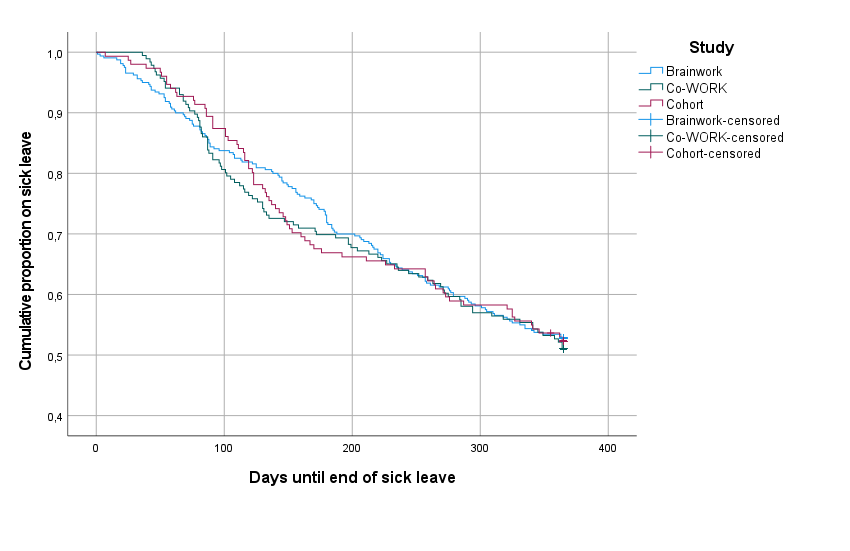 Study
Brainwork
Co-WORK
Cohort
Brainwork-censored
Co-WORK-censored
Cohort-censored
Cumulative proportion on sick leave
1,0
0,9
0,8
0,7
0,6
0,5
0,4
0 100 200 300 400
Days until end of sick leave